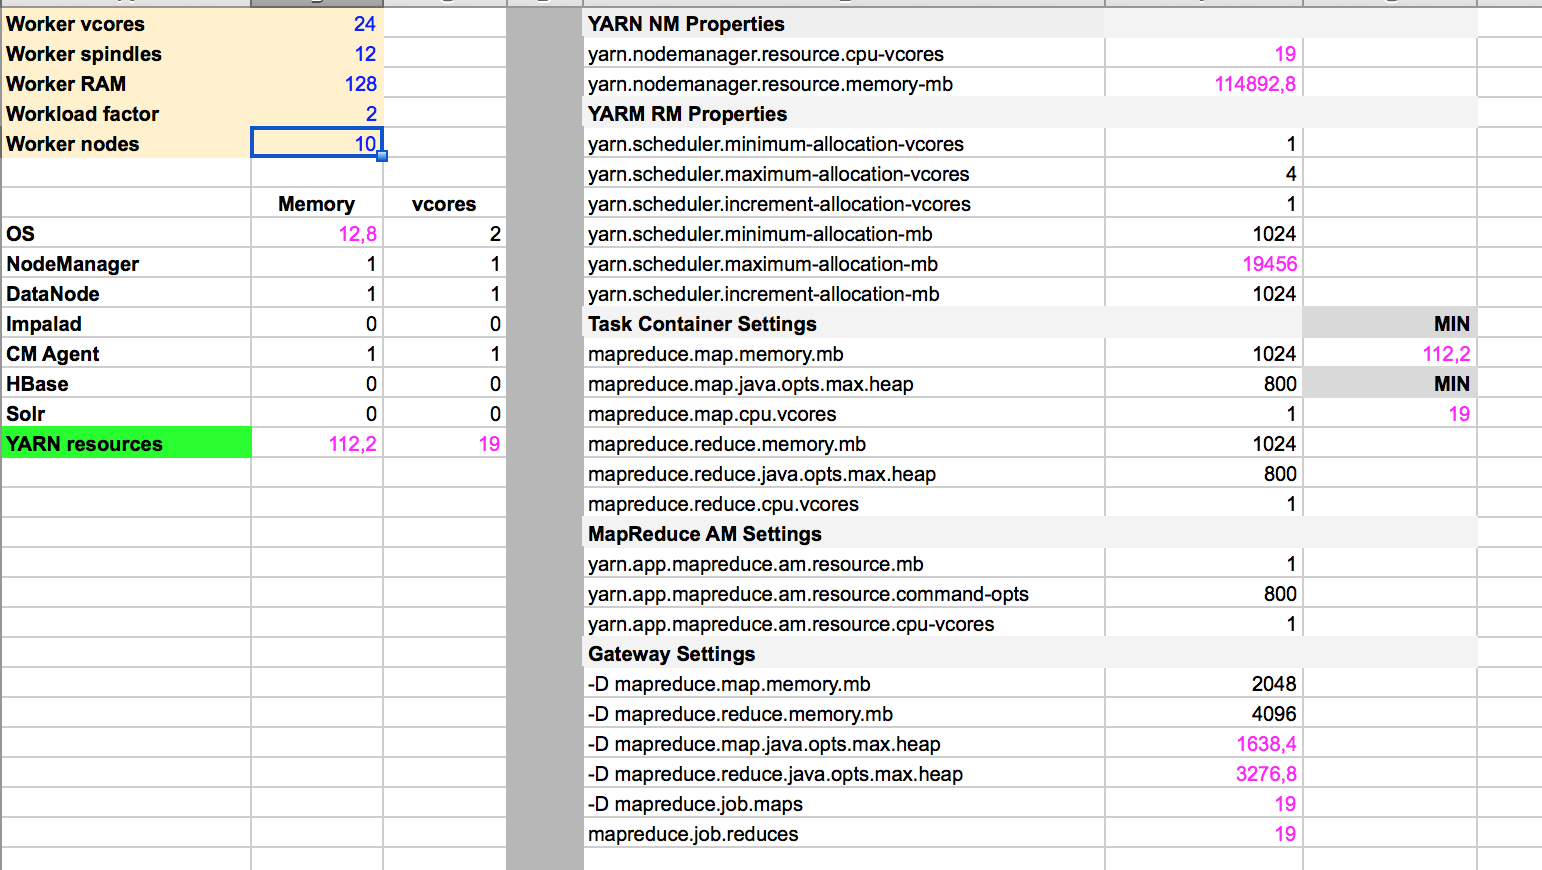 Worker vcores 24
Worker spindles 12
Worker RAM 128
Workload factor 2
Worker nodes 10
Memory vcores
OS 12,8 2
NodeManager 1 1
DataNode 1 1
Impalad 0 0
CM Agent 1 1
HBase 0 0
Solr 0 0
YARN resources 112,2 19
YARN NM Properties
yarn.nodemanager.resource.cpu-vcores 19
yarn.nodemanager.resource.memory-mb 114892,8
YARM RM Properties
yarn.scheduler.minimum-allocation-vcores 1
yarn.scheduler.maximum-allocation-vcores 4
yarn.scheduler.increment-allocation-vcores 1
yarn.scheduler.minimum-allocation-mb 1024
yarn.scheduler.maximum-allocation-mb 19456
yarn.scheduler.increment-allocation-mb 1024
Task Container Settings MIN
mapreduce.map.memory.mb 1024 112,2
mapreduce.map.java.opts.max.heap 800 MIN
mapreduce.map.cpu.vcores 1 19
mapreduce.reduce.memory.mb 1024
mapreduce.reduce.java.opts.max.heap 800
mapreduce.reduce.cpu.vcores 1
MapReduce AM Settings
yarn.app.mapreduce.am.resource.mb 1
yarn.app.mapreduce.am.resource.command-opts 800
yarn.app.mapreduce.am.resource.cpu-vcores 1
Gateway Settings
-D mapreduce.map.memory.mb 2048
-D mapreduce.reduce.memory.mb 4096
-D mapreduce.map.java.opts.max.heap 1638,4
-D mapreduce.reduce.java.opts.max.heap 3276,8
-D mapreduce.job.maps 19
mapreduce.job.reduces 19